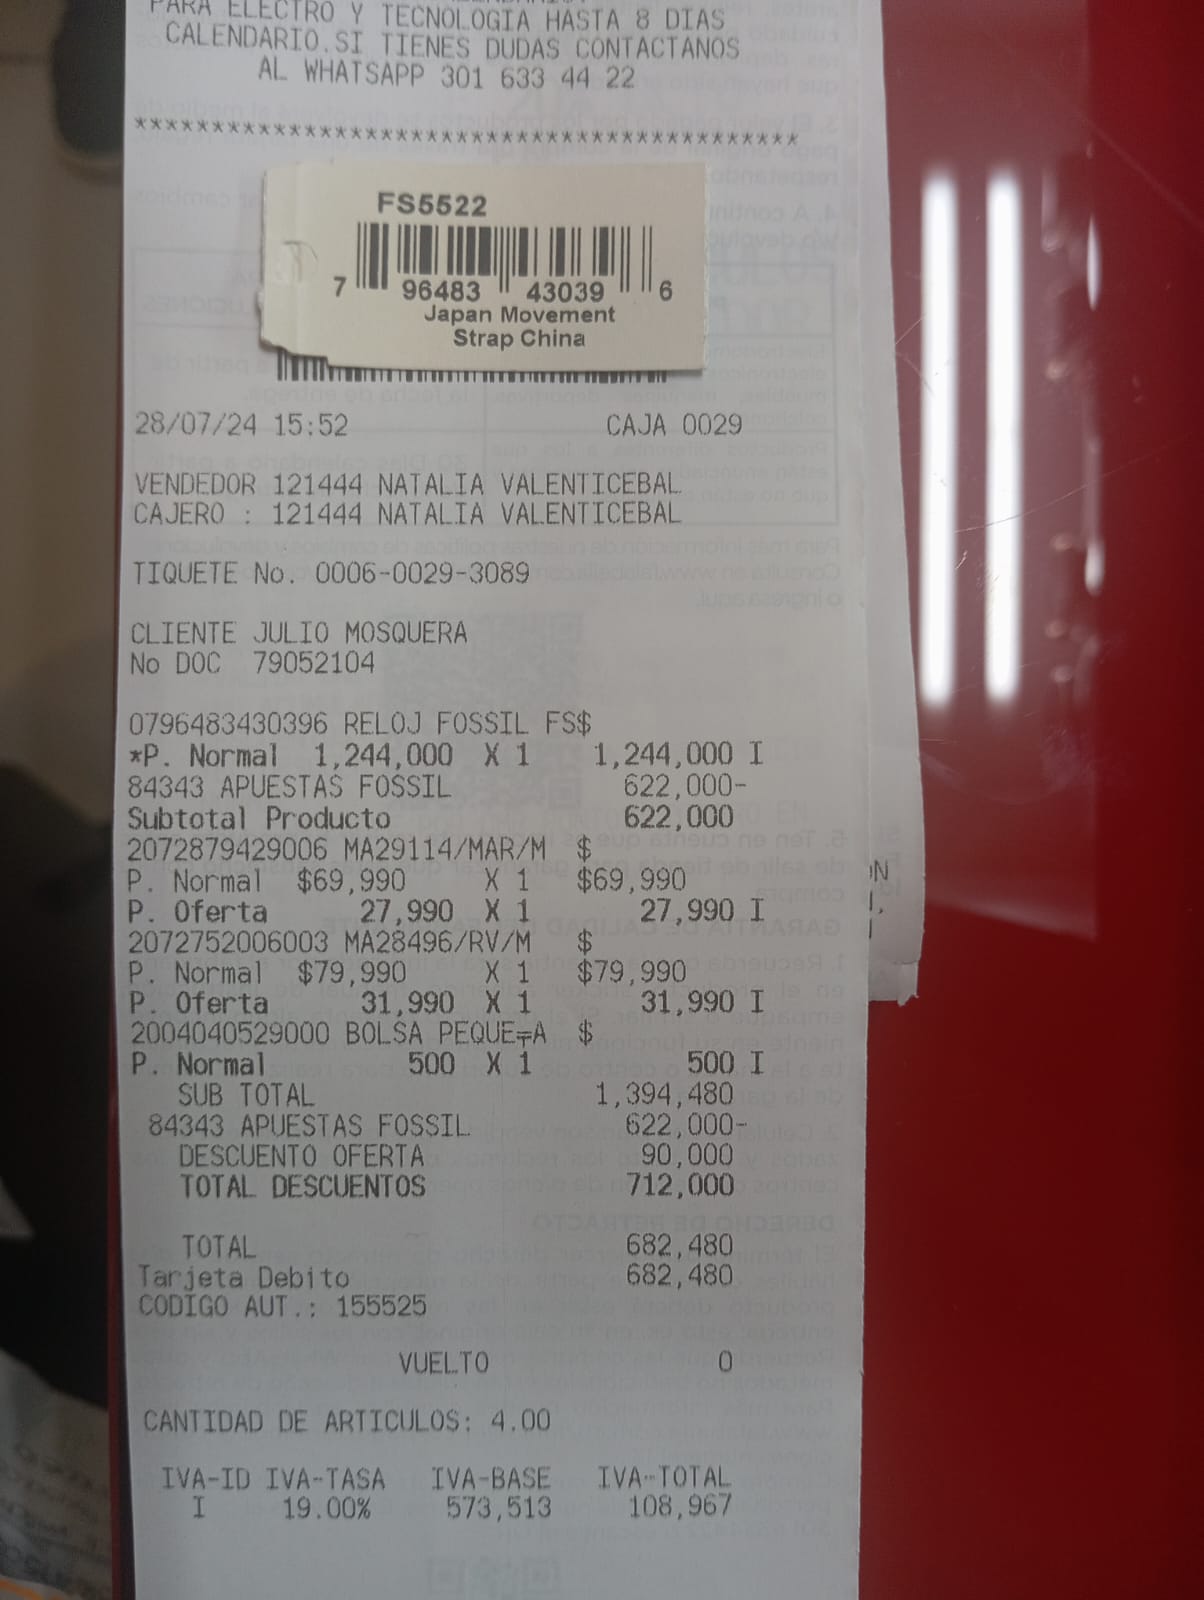 PARA ELECTRO Y TECNOLOGIA HASTA 8 DIAS
CALENDARIO.SI TIENES DUDAS CONTACTANOS
AL WHATSAPP 301 633 44 22
********************************************
FS5522
7 96483 43039 6
Japan Movement
Strap China
28/07/24 15:52 CAJA 0029
VENDEDOR 121444 NATALIA VALENTICEBAL
CAJERO : 121444 NATALIA VALENTICEBAL
TIQUETE No. 0006-0029-3089
CLIENTE JULIO MOSQUERA
No DOC 79052104
0796483430396 RELOJ FOSSIL FS$
*P. Normal 1,244,000 X 1 1,244,000 I
84343 APUESTAS FOSSIL 622,000-
Subtotal Producto 622,000
2072879429006 MA29114/MAR/M $
P. Normal $69,990 X 1 $69,990
P. Oferta 27,990 X 1 27,990 I
2072752006003 MA28496/RV/M $
P. Normal $79,990 X 1 $79,990
P. Oferta 31,990 X 1 31,990 I
2004040529000 BOLSA PEQUE╤A $
P. Normal 500 X 1 500 I
SUB TOTAL 1,394,480
84343 APUESTAS FOSSIL 622,000-
DESCUENTO OFERTA 90,000
TOTAL DESCUENTOS 712,000
TOTAL 682,480
Tarjeta Debito 682,480
CODIGO AUT.: 155525
VUELTO 0
CANTIDAD DE ARTICULOS: 4.00
IVA-ID IVA-TASA IVA-BASE IVA-TOTAL
I 19.00% 573,513 108,967